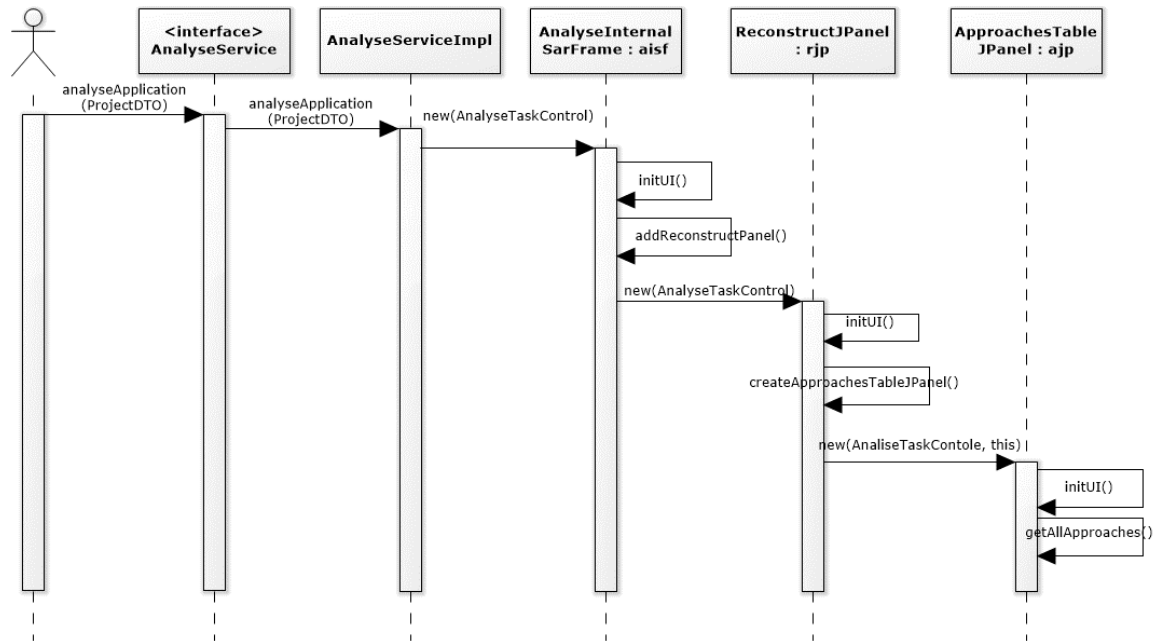 <interface>
AnalyseService
AnalyseServiceImpl
AnalyseInternal
SarFrame : aisf
ReconstructJPanel
: rjp
ApproachesTable
JPanel : ajp
analyseApplication
(ProjectDTO)
analyseApplication
(ProjectDTO)
new(AnalyseTaskControl)
initUI()
addReconstructPanel()
new(AnalyseTaskControl)
initUI()
createApproachesTableJPanel()
new(AnaliseTaskContole, this)
initUI()
getAllApproaches()